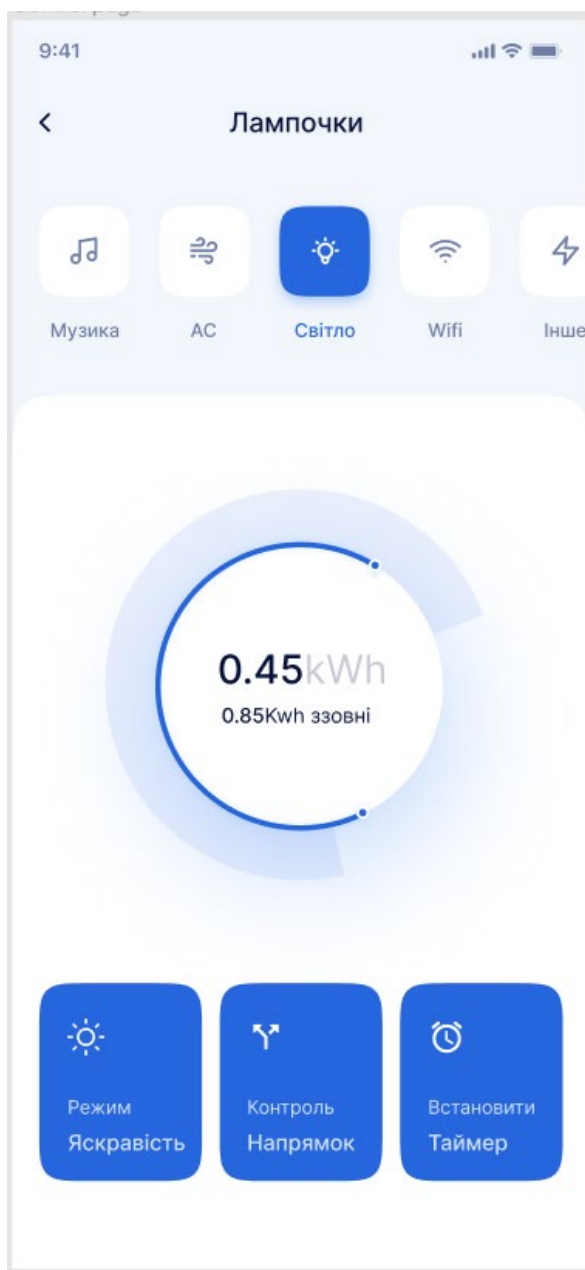 9:41
Лампочки
Музика
AC
Світло
Wifi
Інше
0.45kWh
0.85Kwh ззовні
Режим
Яскравість
Контроль
Напрямок
Встановити
Таймер